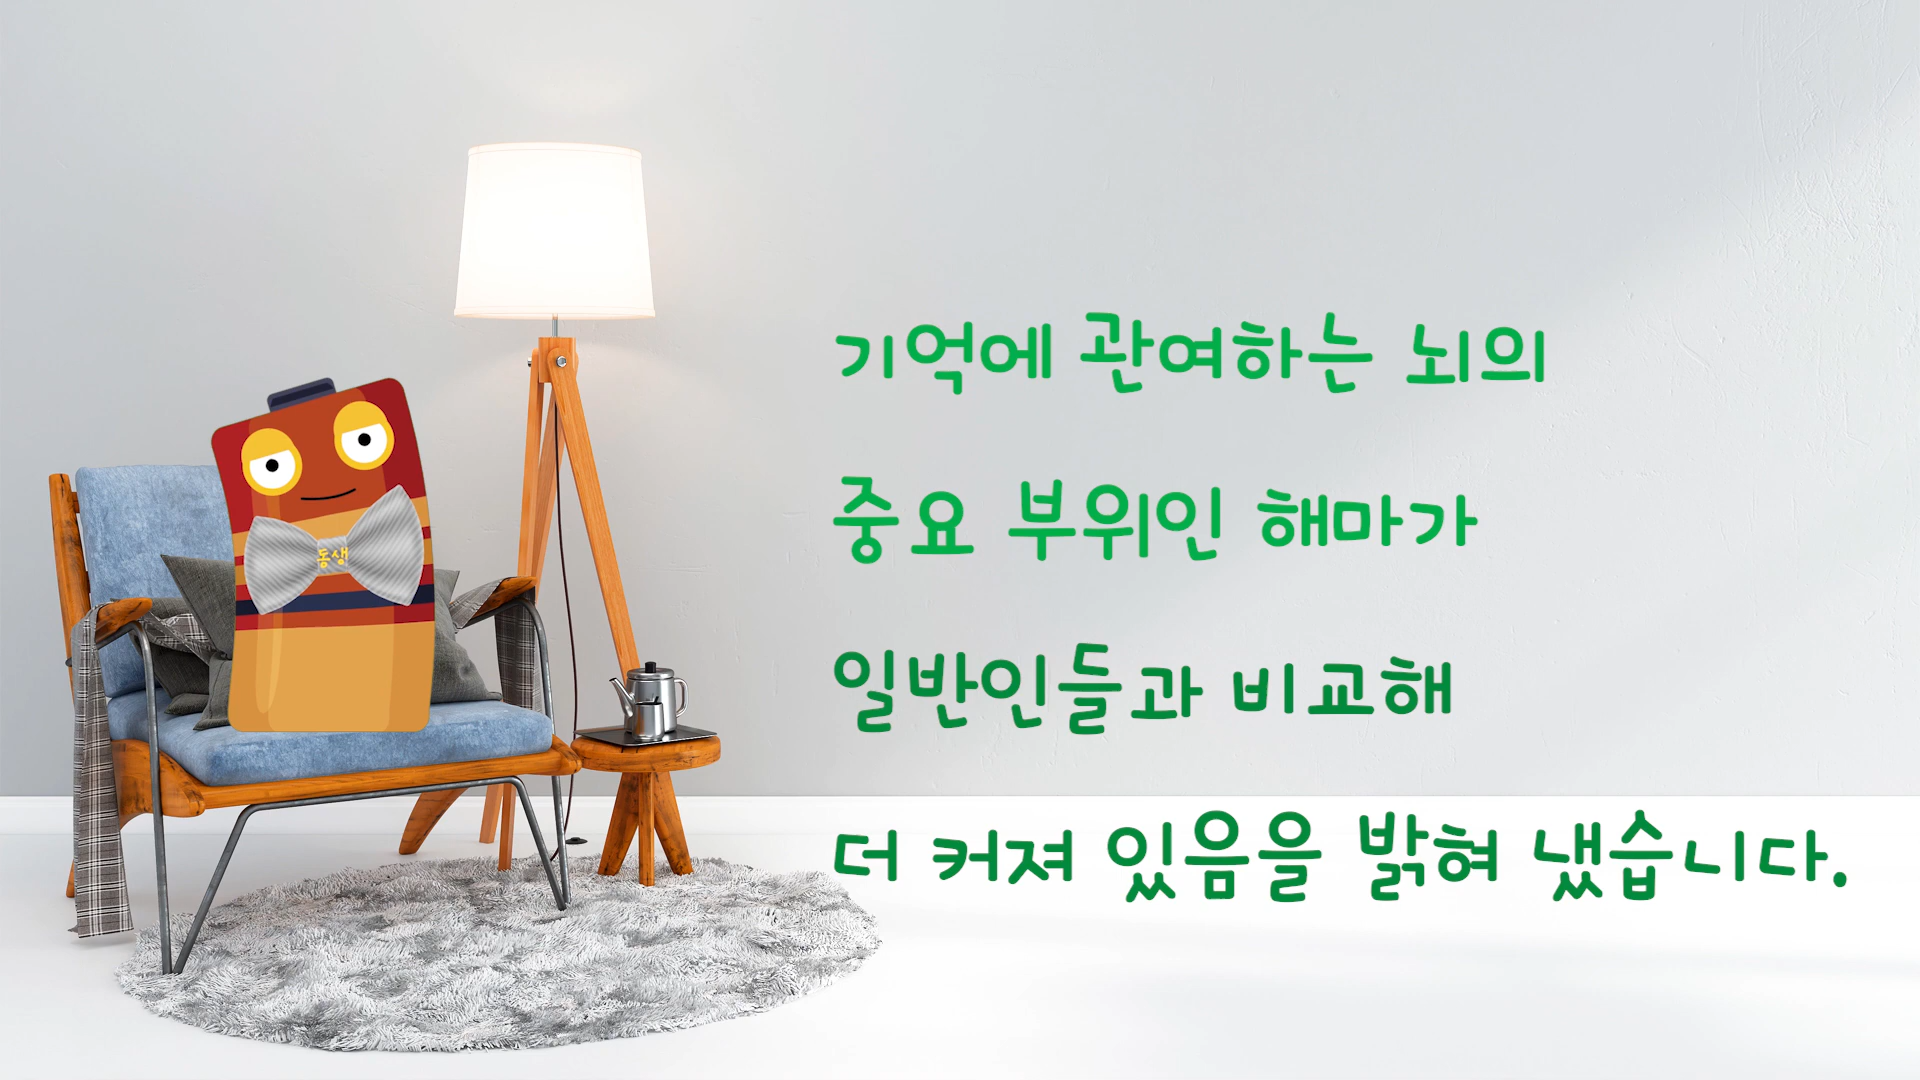 동생
기억에 관여하는 뇌의
중요 부위인 해마가
일반인들과 비교해
더 커져 있음을 밝혀 냈습니다.